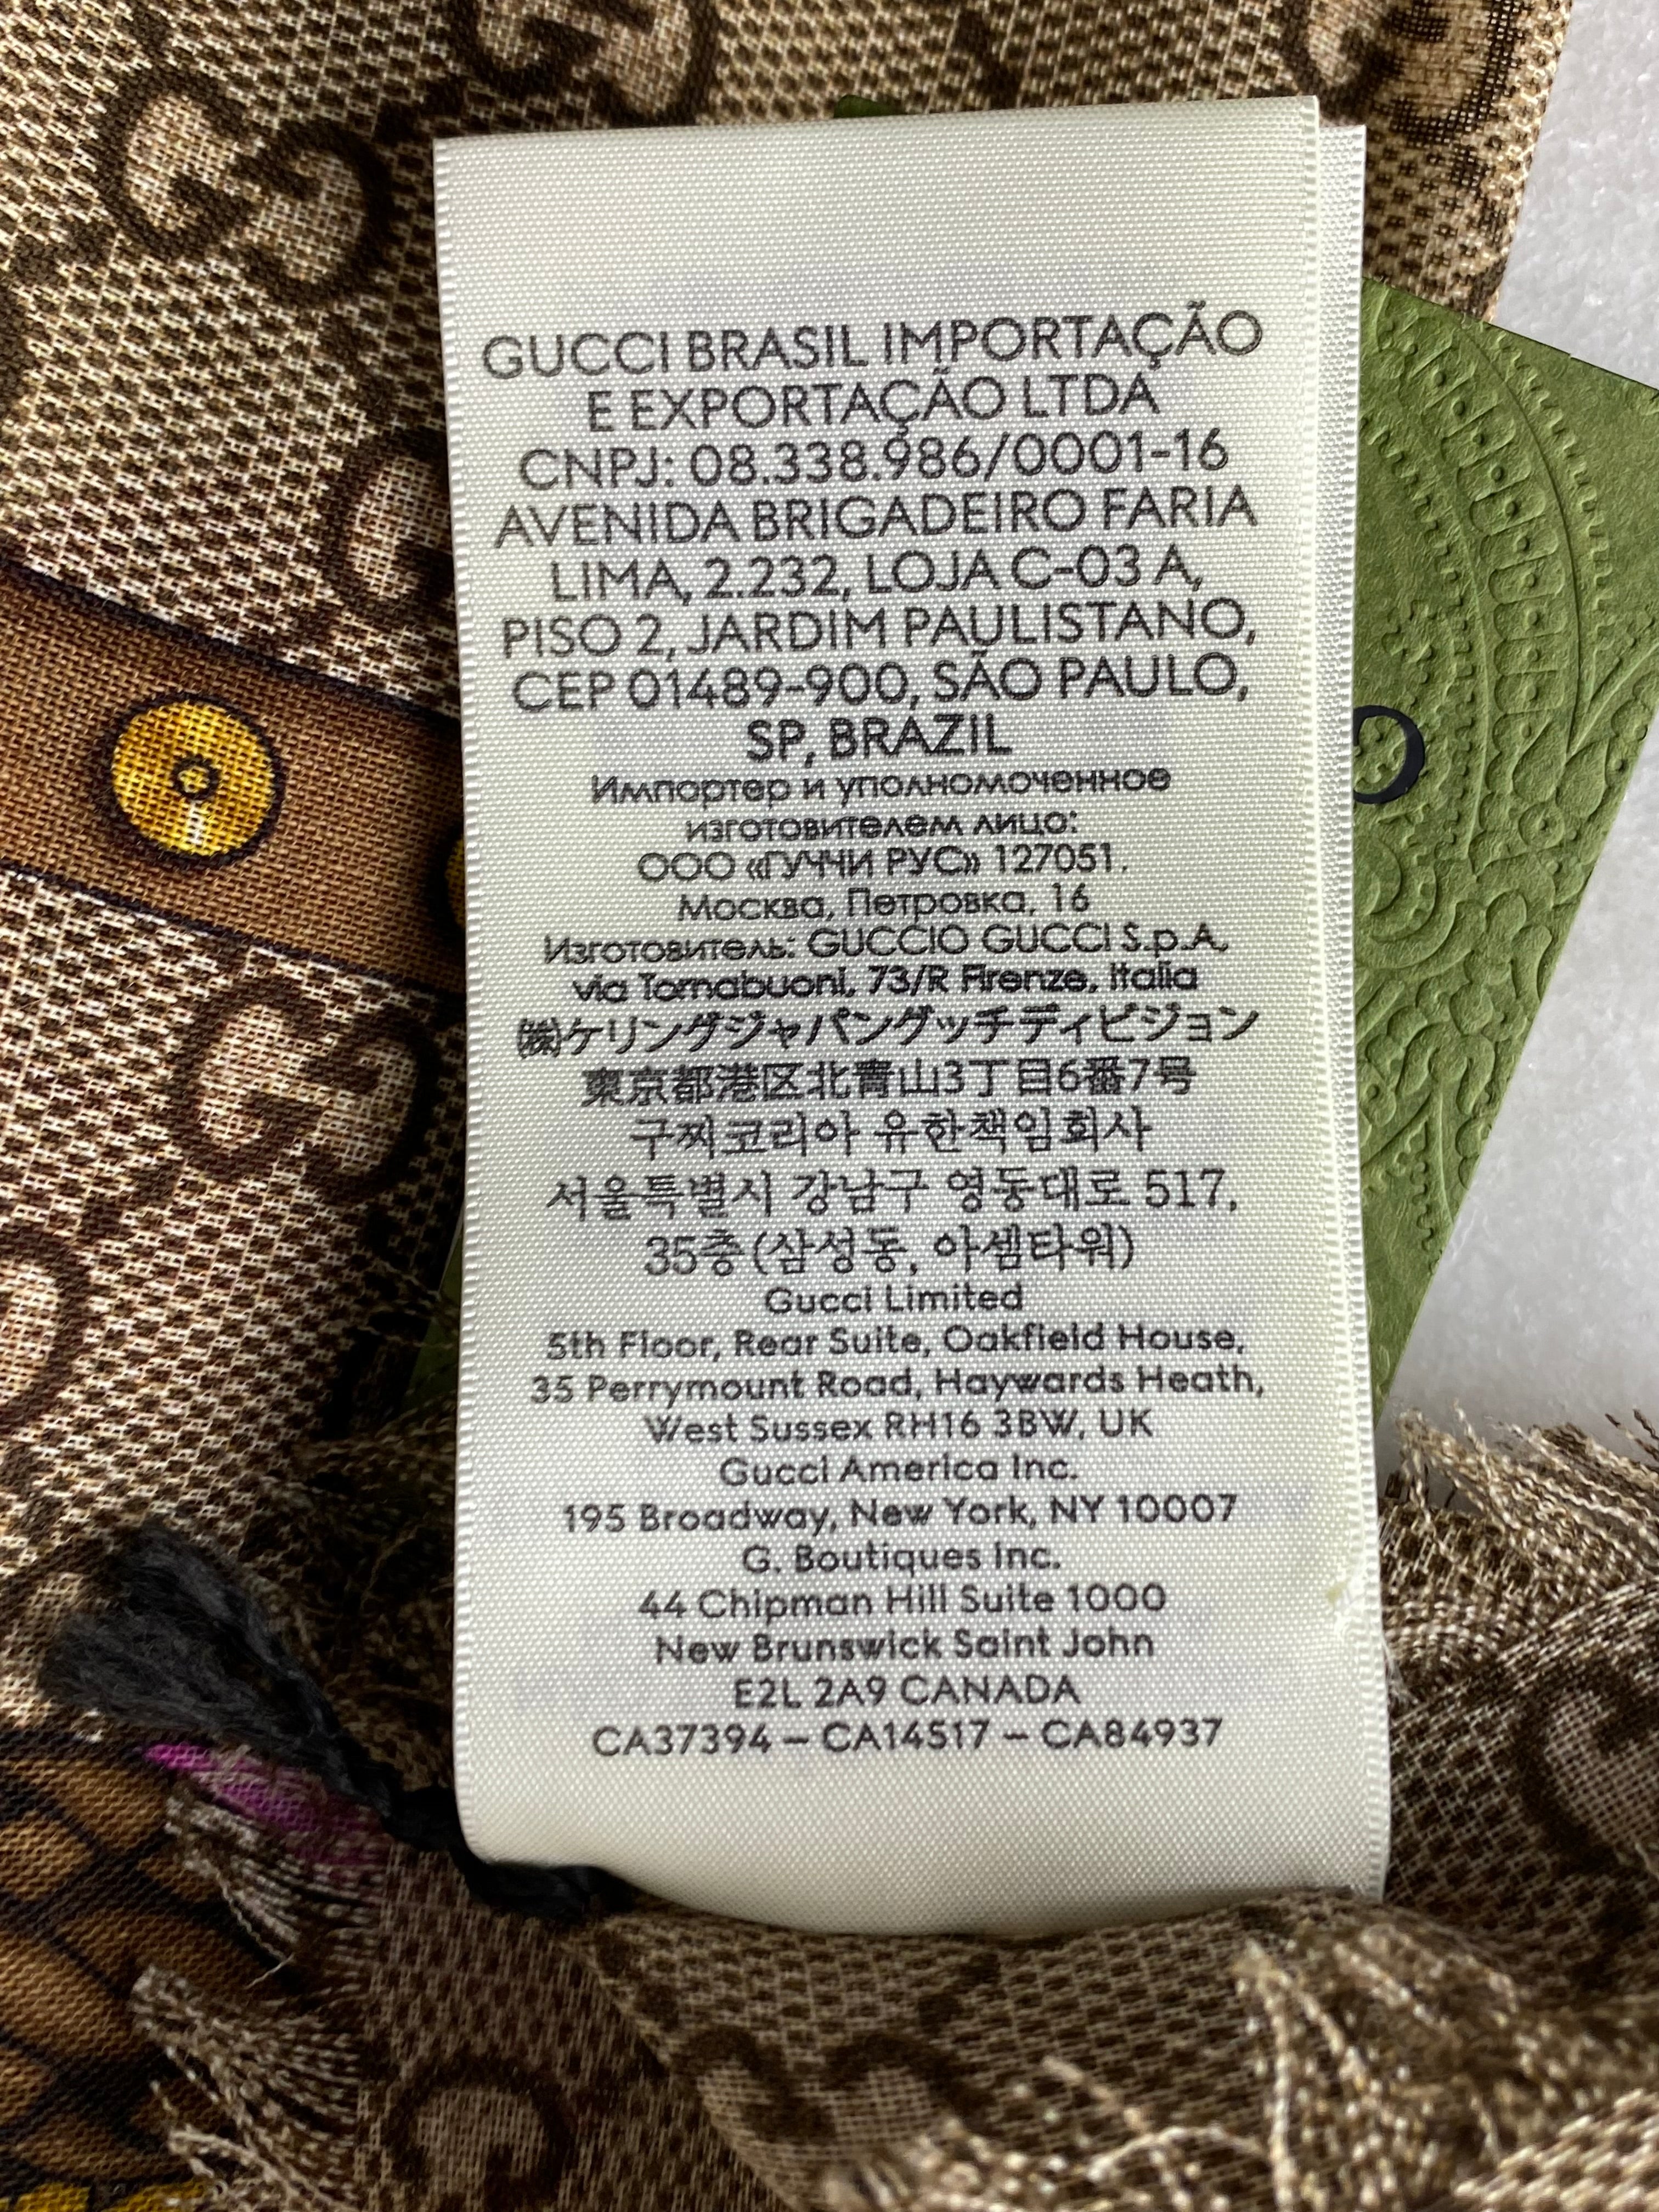 GUCCI BRASIL IMPORTAÇÃO
E EXPORTAÇÃO LTDA
CNPJ: 08.338.986/0001-16
AVENIDA BRIGADEIRO FARIA
LIMA, 2.232, LOJA C-03 A,
PISO 2, JARDIM PAULISTANO,
CEP 01489-900, SÃO PAULO,
SP, BRAZIL
Импортер и уполномоченное
изготовителем лицо:
ООО «ГУЧЧИ РУС» 127051.
Москва, Петровка, 16
Изготовитель: GUCCIO GUCCI S.p.A,
via Tornabuoni, 73/R Firenze, Italia
㈱ケリングジャパングッチディビジョン
東京都港区北青山3丁目6番7号
구찌코리아 유한책임회사
서울특별시 강남구 영동대로 517,
35층 (삼성동, 아셈타워)
Gucci Limited
5th Floor, Rear Suite, Oakfield House,
35 Perrymount Road, Haywards Heath,
West Sussex RH16 3BW, UK
Gucci America Inc.
195 Broadway, New York, NY 10007
G. Boutiques Inc.
44 Chipman Hill Suite 1000
New Brunswick Saint John
E2L 2A9 CANADA
CA37394 – CA14517 – CA84937